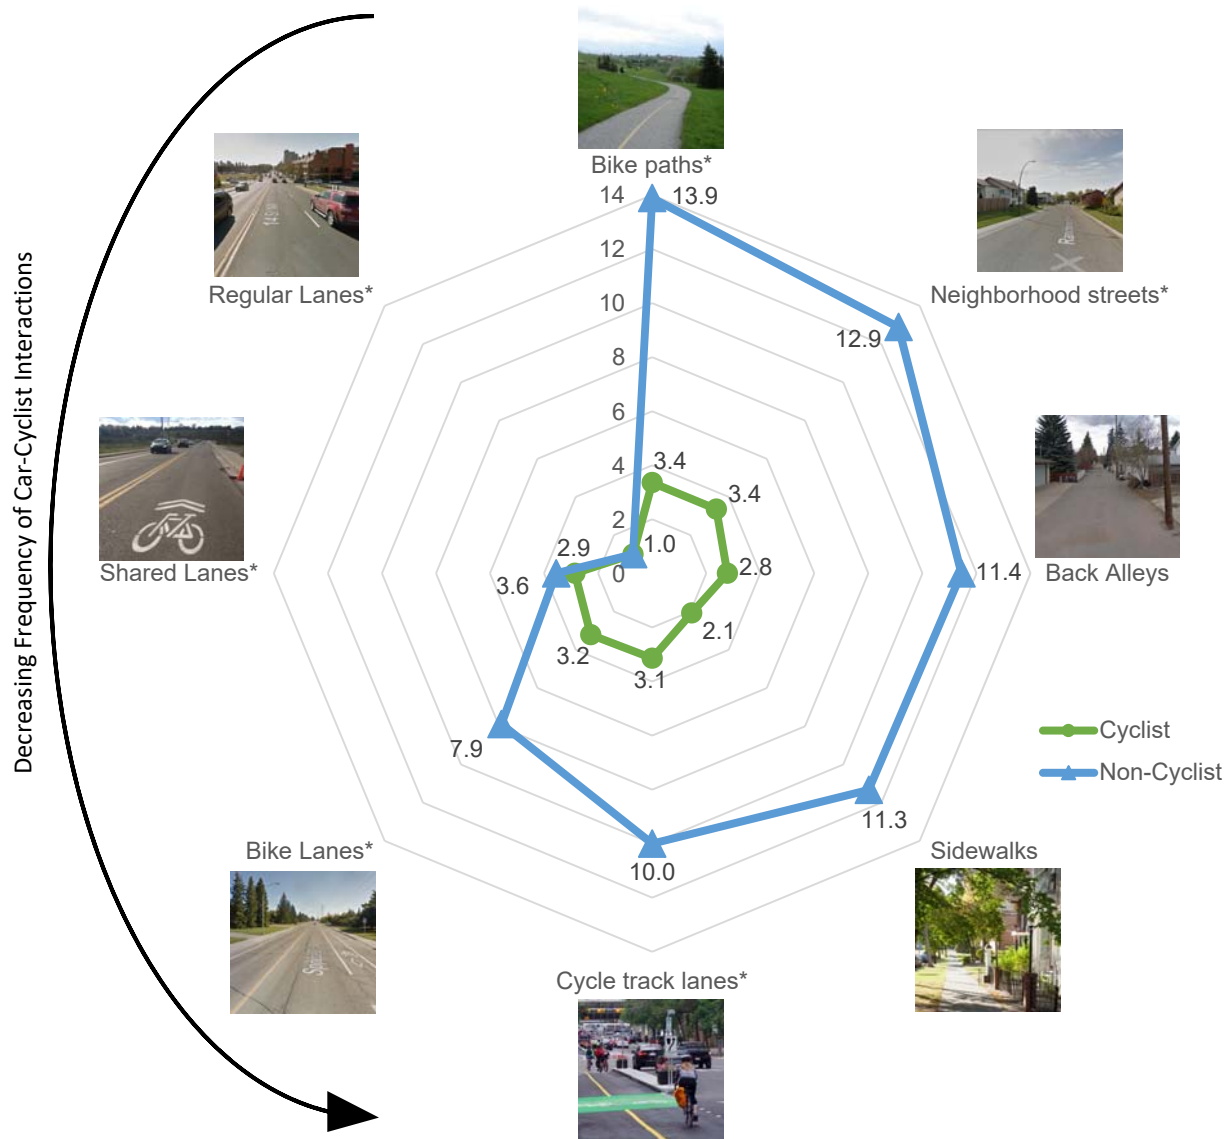 Decreasing Frequency of Car-Cyclist Interactions
Bike paths*
14
13.9
12
10
8
6
4
2
0
Regular Lanes*
Neighborhood streets*
12.9
3.4
3.4
1.0
2.9
2.8
3.6
Shared Lanes*
Back Alleys
11.4
2.1
3.2
3.1
Cyclist
Non-Cyclist
7.9
11.3
10.0
Bike Lanes*
Sidewalks
Cycle track lanes*